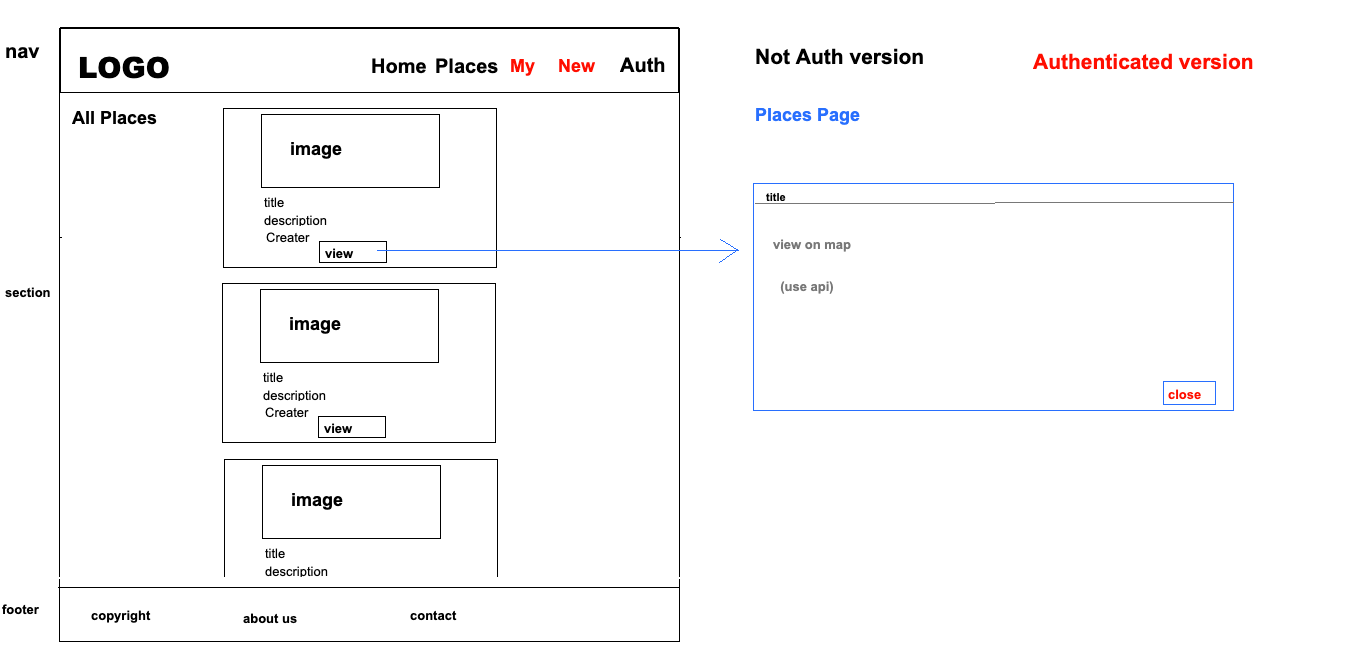 nav
LOGO
Home Places My New Auth
Not Auth version
Authenticated version
All Places
Places Page
image
title
description
Creater
view
title
view on map
(use api)
close
section
image
title
description
Creater
view
image
title
description
footer
copyright
about us
contact